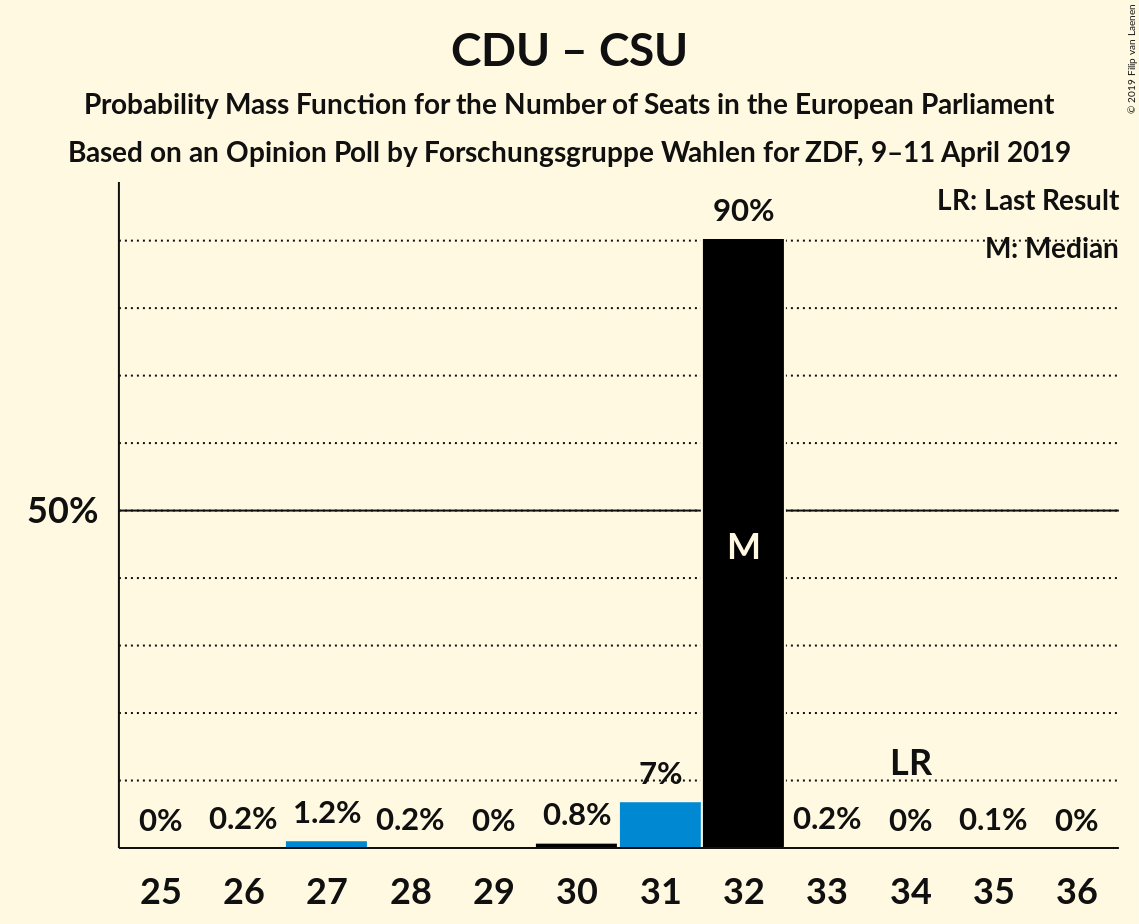 CDU – CSU
Probability Mass Function for the Number of Seats in the European Parliament
Based on an Opinion Poll by Forschungsgruppe Wahlen for ZDF, 9–11 April 2019
© 2019 Filip van Laenen
LR: Last Result
M: Median
90%
50%
M
LR
7%
0% 0.2% 1.2% 0.2% 0% 0.8% 0.2% 0% 0.1% 0%
25 26 27 28 29 30 31 32 33 34 35 36